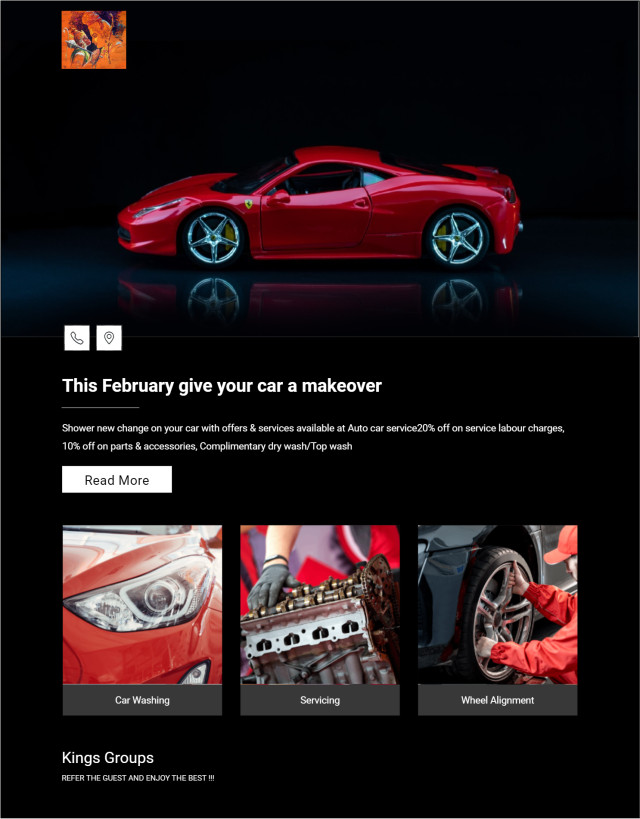 This February give your car a makeover
Shower new change on your car with offers & services available at Auto car service20% off on service labour charges,
10% off on parts & accessories, Complimentary dry wash/Top wash
Read More
Car Washing
Servicing
Wheel Alignment
Kings Groups
REFER THE GUEST AND ENJOY THE BEST !!!